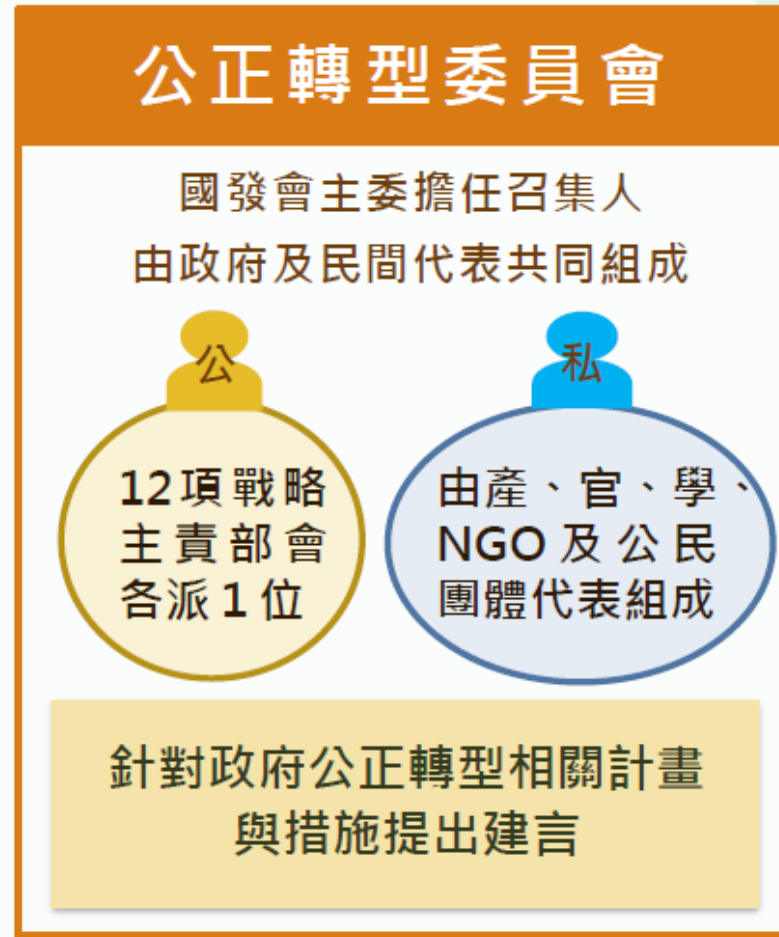 公正轉型委員會
國發會主委擔任召集人
由政府及民間代表共同組成
公
12項戰略
主責部會
各派1位
私
由產、官、學、
NGO及公民
團體代表組成
針對政府公正轉型相關計畫
與措施提出建言